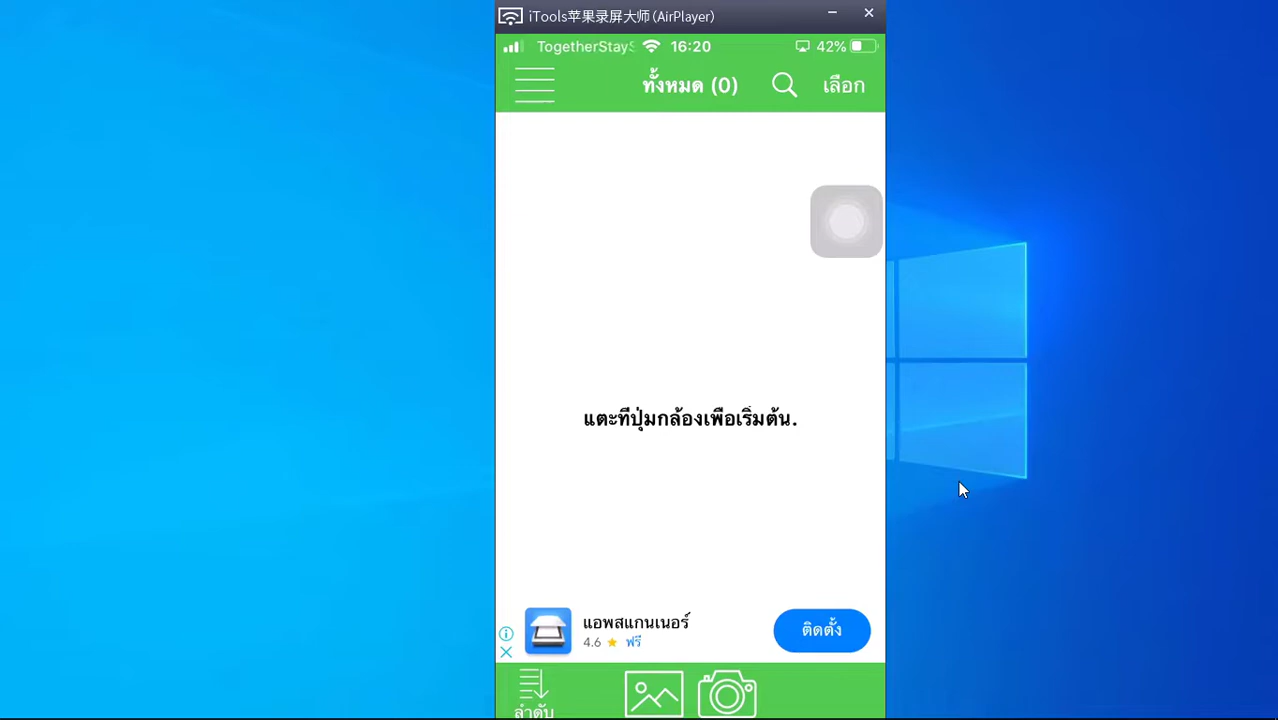 iTools苹果录屏大师(AirPlayer)
TogetherStayS 16:20 42%
ทั้งหมด (0) เลือก
แตะที่ปุ่มกล้องเพื่อเริ่มต้น.
แอพสแกนเนอร์
4.6 ★ ฟรี
ติดตั้ง
ลำดับ